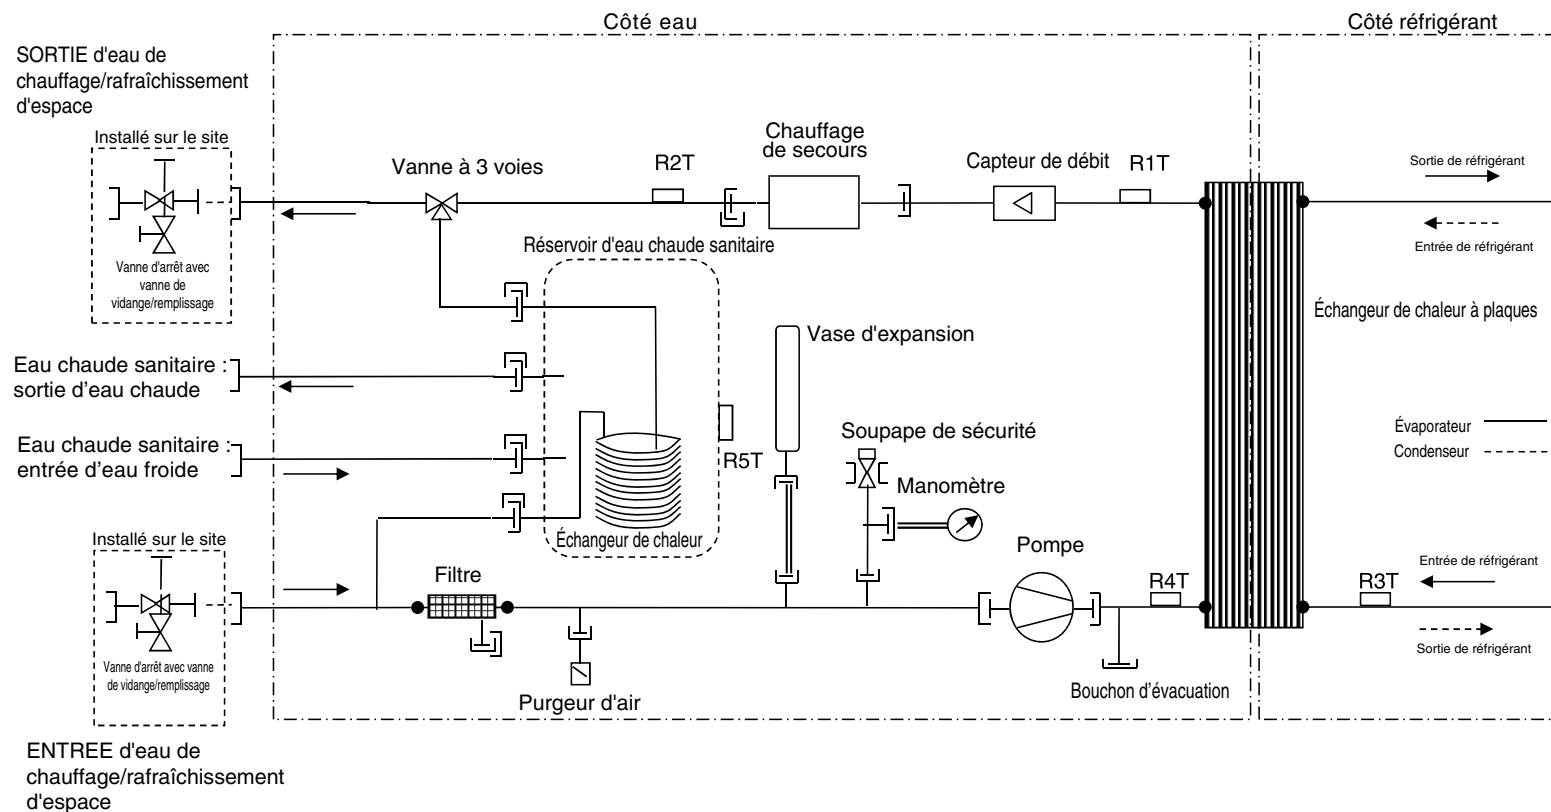 Côté eau
Côté réfrigérant
SORTIE d'eau de
chauffage/rafraîchissement
d'espace
Installé sur le site
Vanne d'arrêt avec
vanne de
vidange/remplissage
Vanne à 3 voies
R2T
Chauffage
de secours
Capteur de débit
R1T
Sortie de réfrigérant
Entrée de réfrigérant
Réservoir d'eau chaude sanitaire
Échangeur de chaleur à plaques
Vase d'expansion
Eau chaude sanitaire :
sortie d’eau chaude
Eau chaude sanitaire :
entrée d’eau froide
R5T
Soupape de sécurité
Manomètre
Évaporateur
Condenseur
Échangeur de chaleur
Installé sur le site
Vanne d'arrêt avec vanne
de vidange/remplissage
Filtre
Purgeur d'air
Pompe
R4T
Bouchon d’évacuation
R3T
Entrée de réfrigérant
Sortie de réfrigérant
ENTREE d'eau de
chauffage/rafraîchissement
d'espace